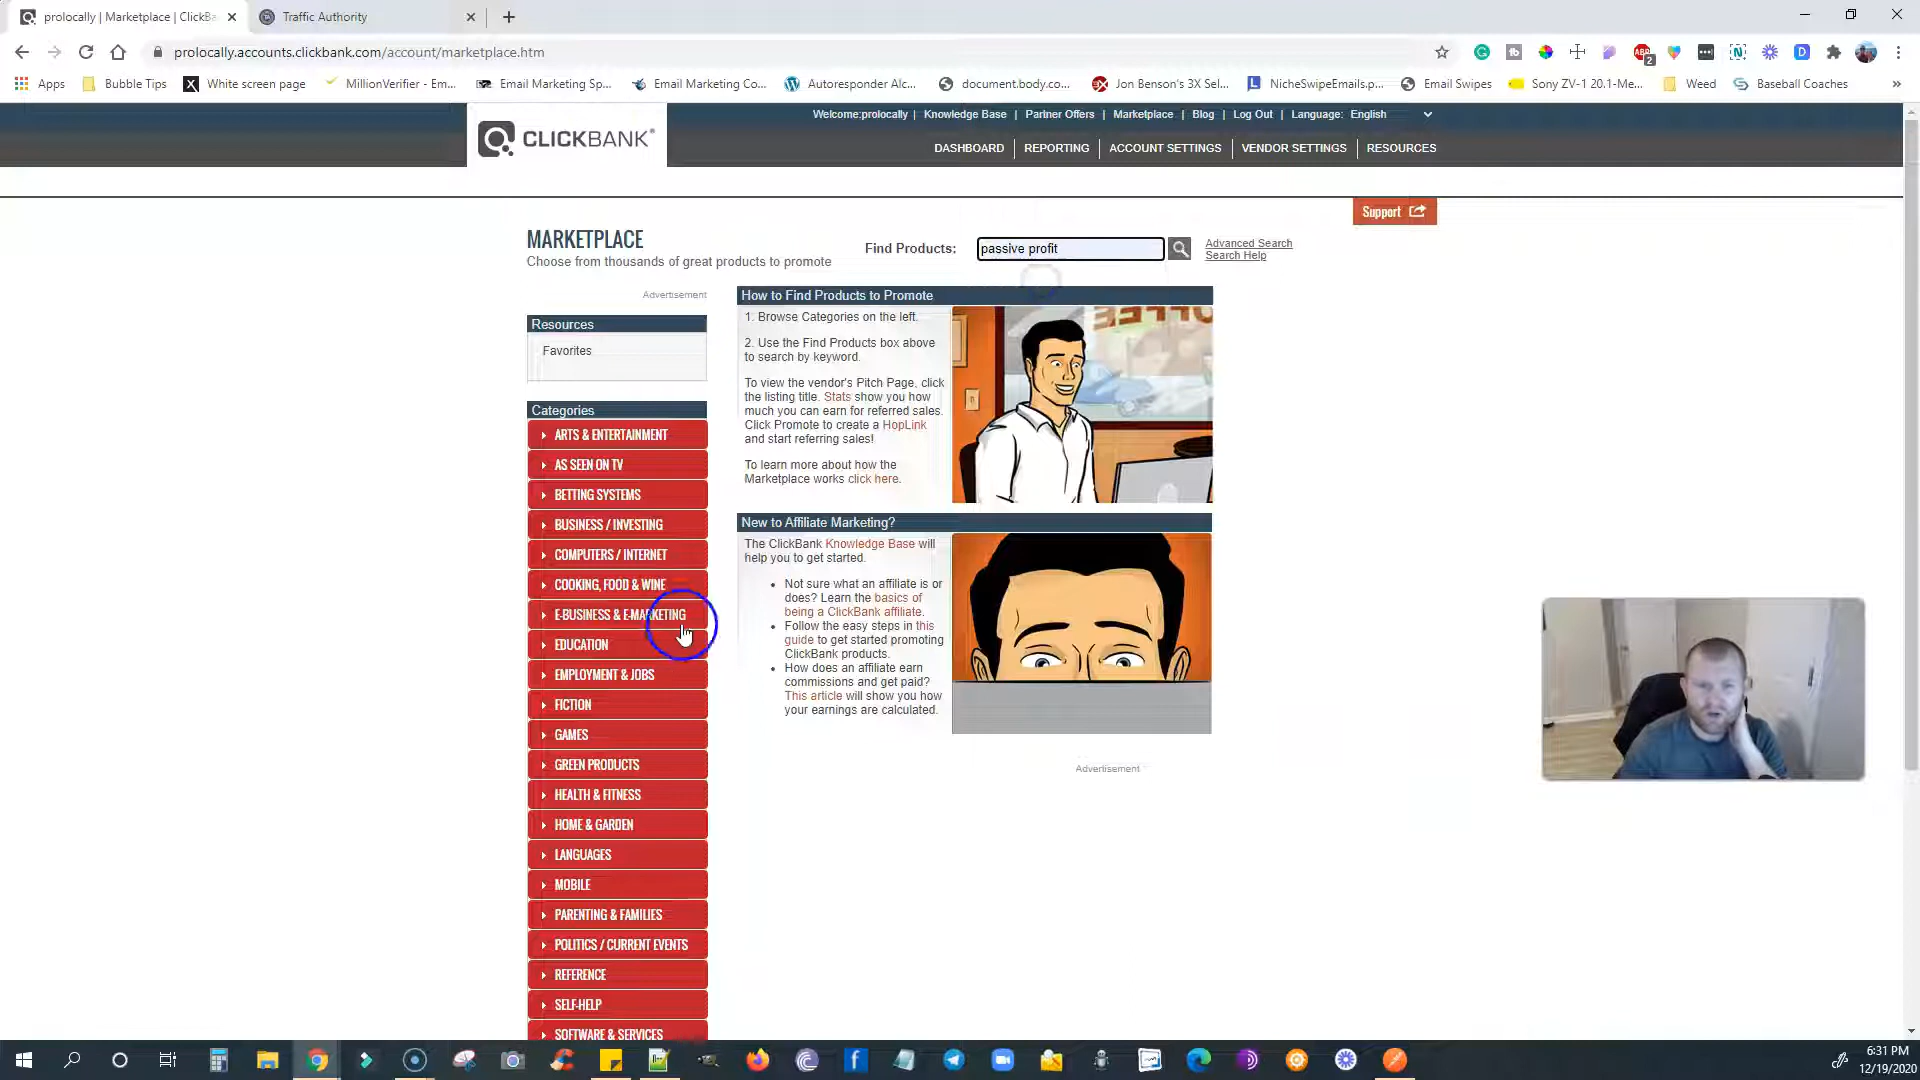 prolocally | Marketplace | ClickBa
Traffic Authority
prolocally.accounts.clickbank.com/account/marketplace.htm
Apps
Bubble Tips
White screen page
MillionVerifier - Em...
Email Marketing Sp...
Email Marketing Co...
Autoresponder Alc...
document.body.co...
Jon Benson's 3X Sel...
NicheSwipeEmails.p...
Email Swipes
Sony ZV-1 20.1-Me...
Weed
Baseball Coaches
Welcome:prolocally | Knowledge Base | Partner Offers | Marketplace | Blog | Log Out | Language: English
CLICKBANK
DASHBOARD | REPORTING | ACCOUNT SETTINGS | VENDOR SETTINGS | RESOURCES
Support
MARKETPLACE
Choose from thousands of great products to promote
Find Products: passive profit
Advanced Search
Search Help
Advertisement
Resources
Favorites
Categories
ARTS & ENTERTAINMENT
AS SEEN ON TV
BETTING SYSTEMS
BUSINESS / INVESTING
COMPUTERS / INTERNET
COOKING, FOOD & WINE
E-BUSINESS & E-MARKETING
EDUCATION
EMPLOYMENT & JOBS
FICTION
GAMES
GREEN PRODUCTS
HEALTH & FITNESS
HOME & GARDEN
LANGUAGES
MOBILE
PARENTING & FAMILIES
POLITICS / CURRENT EVENTS
REFERENCE
SELF-HELP
SOFTWARE & SERVICES
How to Find Products to Promote
1. Browse Categories on the left.
2. Use the Find Products box above
to search by keyword.
To view the vendor's Pitch Page, click
the listing title. Stats show you how
much you can earn for referred sales.
Click Promote to create a HopLink
and start referring sales!
To learn more about how the
Marketplace works click here.
COFFEE
New to Affiliate Marketing?
The ClickBank Knowledge Base will
help you to get started.
Not sure what an affiliate is or
does? Learn the basics of
being a ClickBank affiliate.
Follow the easy steps in this
guide to get started promoting
ClickBank products.
How does an affiliate earn
commissions and get paid?
This article will show you how
your earnings are calculated.
Advertisement
6:31 PM
12/19/2020